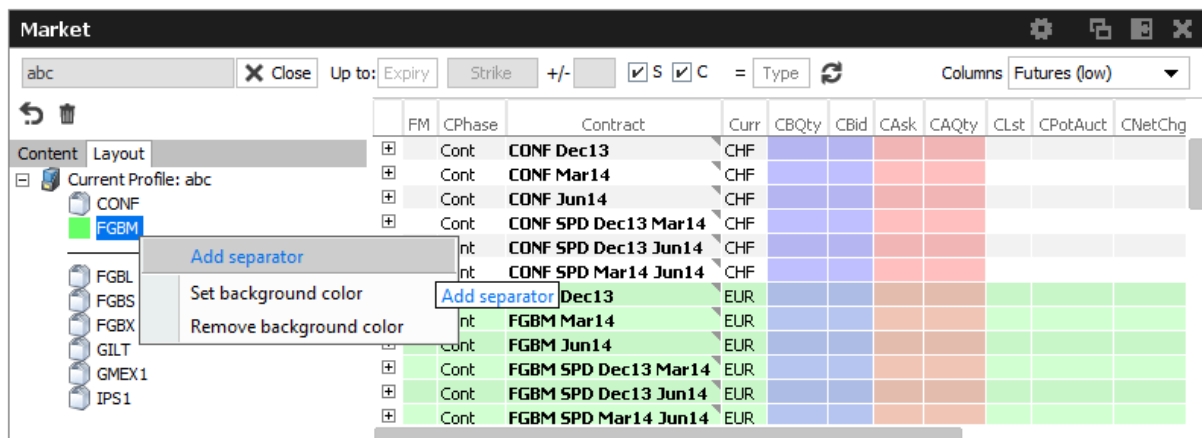 Market
abc Close Up to: Expiry Strike +/- S C = Type Columns Futures (low)
FM CPhase Contract Curr CBQty CBid CAsk CAQty CLst CPotAuct CNetChg
Content Layout
Current Profile: abc
CONF
FGBM
FGBL
FGBS
FGBX
GILT
GMEX1
IPS1
Add separator
Set background color
Remove background color
Add separator
Cont CONF Dec13 CHF
Cont CONF Mar14 CHF
Cont CONF Jun14 CHF
Cont CONF SPD Dec13 Mar14 CHF
nt CONF SPD Dec13 Jun14 CHF
nt CONF SPD Mar14 Jun14 CHF
Dec13 EUR
nt FGBM Mar14 EUR
Cont FGBM Jun14 EUR
Cont FGBM SPD Dec13 Mar14 EUR
Cont FGBM SPD Dec13 Jun14 EUR
Cont FGBM SPD Mar14 Jun14 EUR